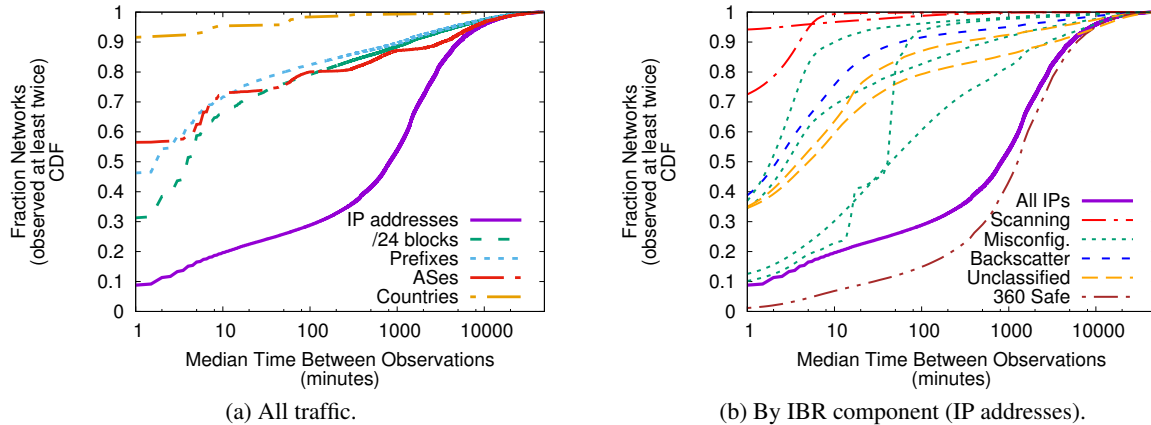 Fraction Networks
(observed at least twice)
CDF
1
0.9
0.8
0.7
0.6
0.5
0.4
0.3
0.2
0.1
0
IP addresses
/24 blocks
Prefixes
ASes
Countries
1 10 100 1000 10000
Median Time Between Observations
(minutes)
(a) All traffic.
Fraction Networks
(observed at least twice)
CDF
1
0.9
0.8
0.7
0.6
0.5
0.4
0.3
0.2
0.1
0
All IPs
Scanning
Misconfig.
Backscatter
Unclassified
360 Safe
1 10 100 1000 10000
Median Time Between Observations
(minutes)
(b) By IBR component (IP addresses).